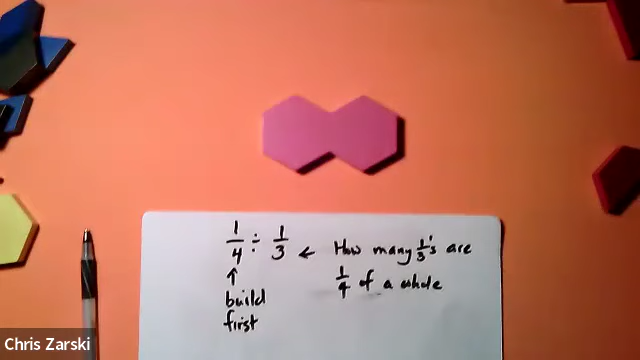 1/4 ÷ 1/3 ← How many 1/3's are
1/4 of a whole
↑
build
first
Chris Zarski